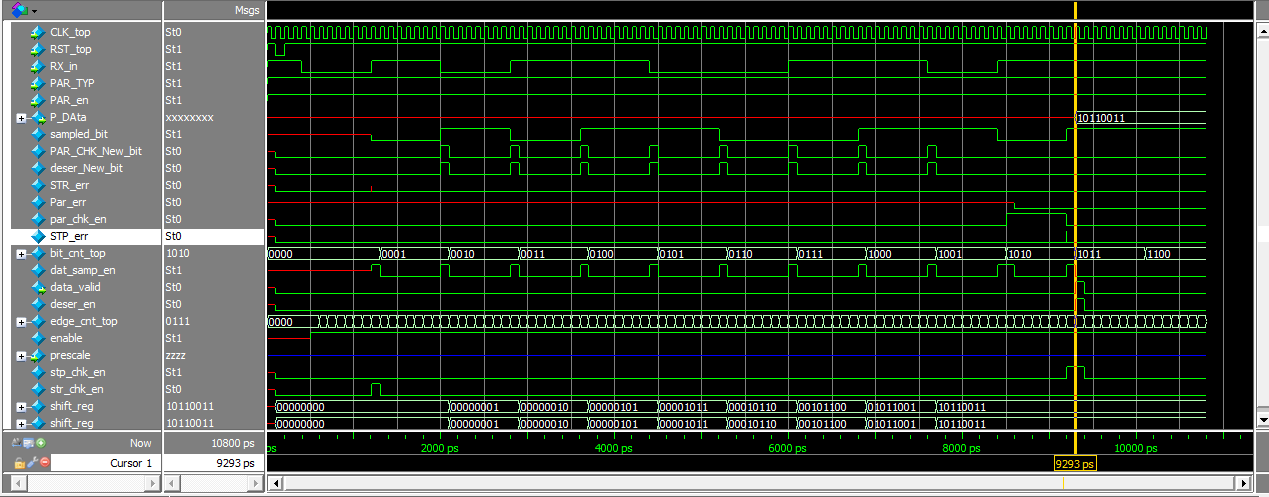 Msgs
CLK_top St0
RST_top St1
RX_in St1
PAR_TYP St1
PAR_en St1
P_DAta xxxxxxxx 10110011
sampled_bit St1
PAR_CHK_New_bit St0
deser_New_bit St0
STR_err St0
Par_err St0
par_chk_en St0
STP_err St0
bit_cnt_top 1010 0000 0001 0010 0011 0100 0101 0110 0111 1000 1001 1010 1011 1100
dat_samp_en St1
data_valid St0
deser_en St0
edge_cnt_top 0111 0000
enable St1
prescale zzzz
stp_chk_en St1
str_chk_en St0
shift_reg 10110011 00000000 00000001 00000010 00000101 00001011 00010110 00101100 01011001 10110011
shift_reg 10110011 00000000 00000001 00000010 00000101 00001011 00010110 00101100 01011001 10110011
Now 10800 ps ps 2000 ps 4000 ps 6000 ps 8000 ps 10000 ps
Cursor 1 9293 ps 9293 ps